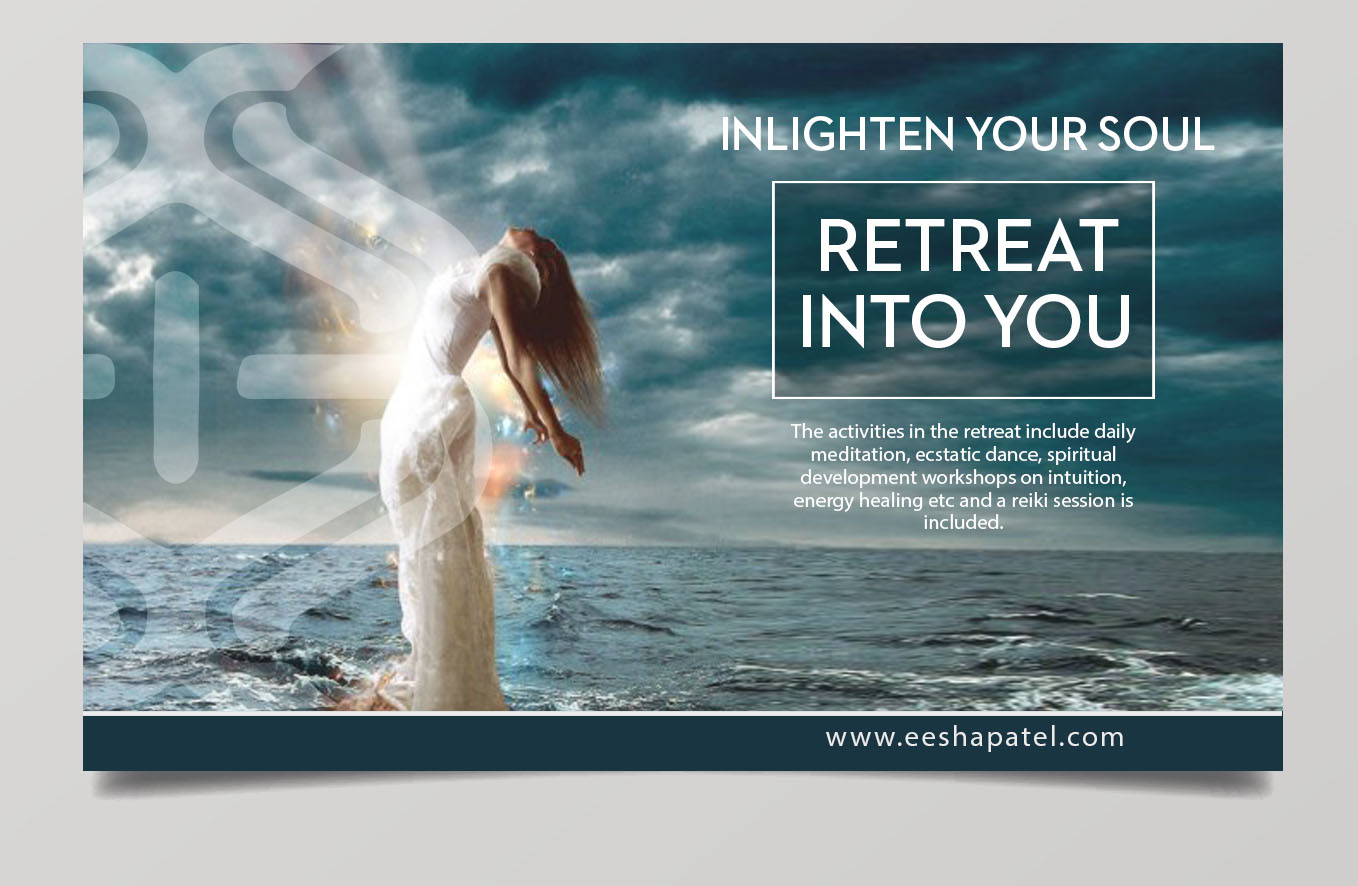 INLIGHTEN YOUR SOUL
RETREAT
INTO YOU
The activities in the retreat include daily
meditation, ecstatic dance, spiritual
development workshops on intuition,
energy healing etc and a reiki session is
included.
www.eeshapatel.com